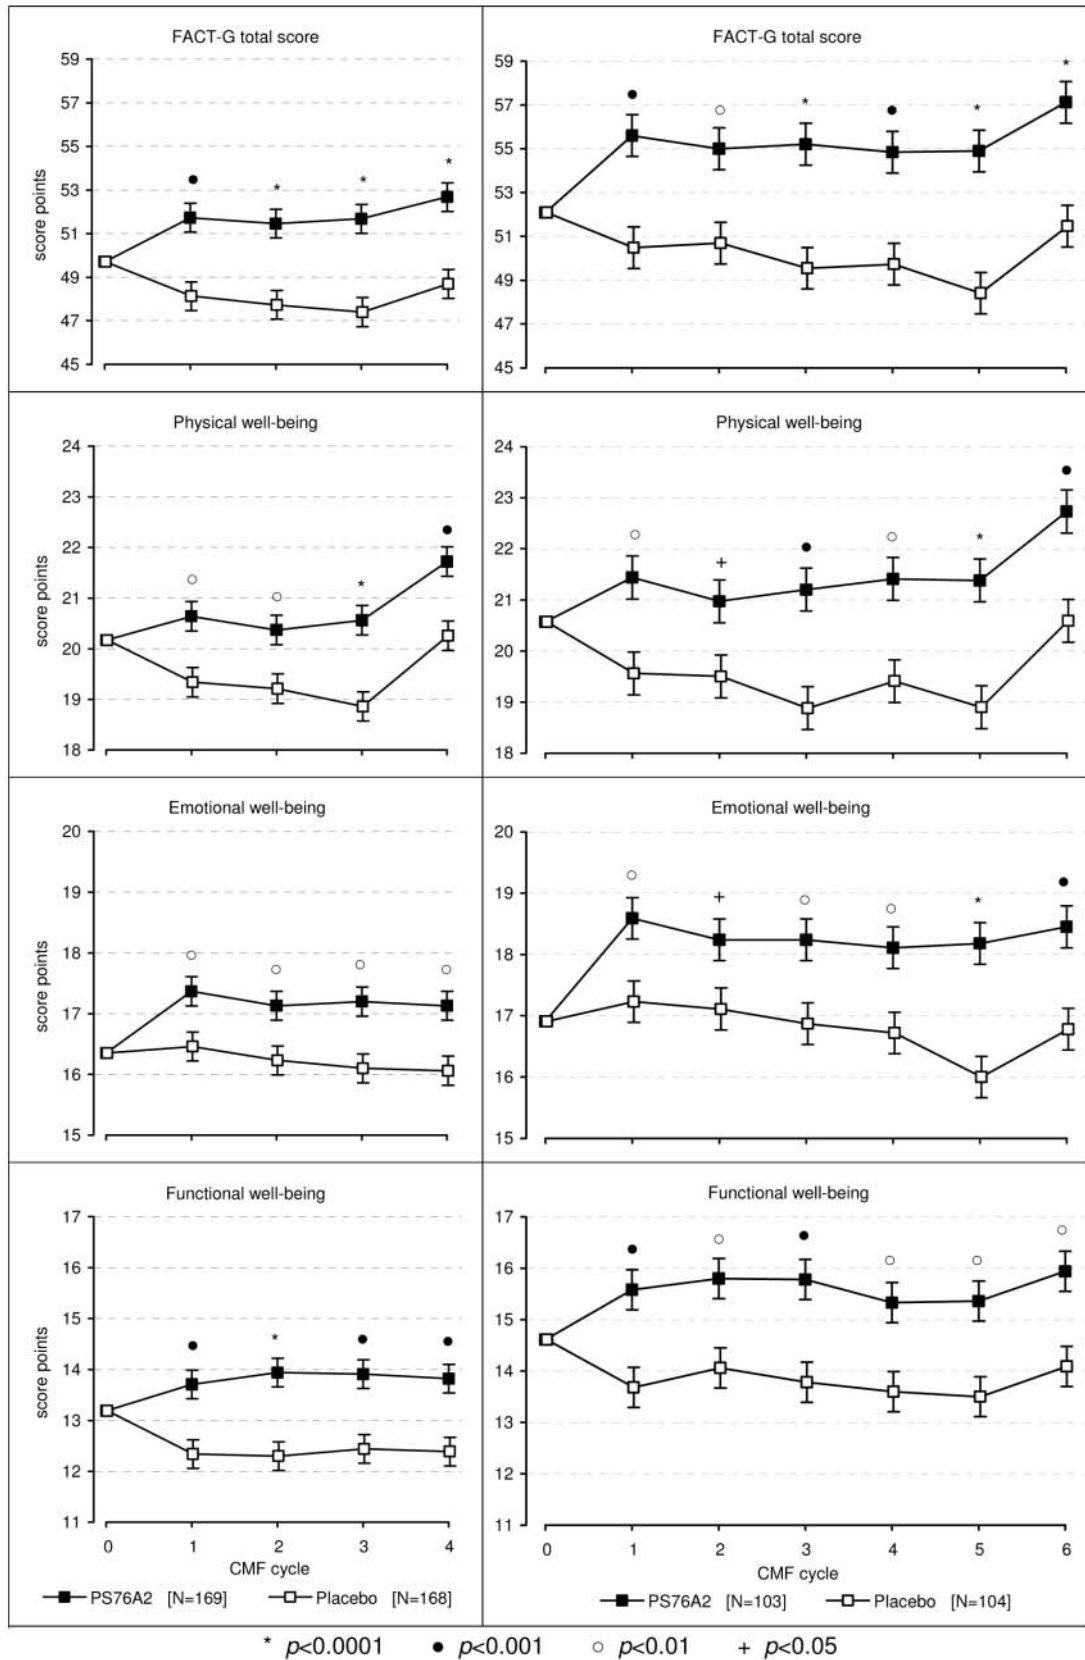 FACT-G total score
59
57
55
53
51
49
47
45
score points
* * * 
FACT-G total score
59
57
55
53
51
49
47
45
* * *
Physical well-being
24
23
22
21
20
19
18
score points
*
Physical well-being
24
23
22
21
20
19
18
+ *
Emotional well-being
20
19
18
17
16
15
score points
Emotional well-being
20
19
18
17
16
15
+ *
Functional well-being
17
16
15
14
13
12
11
score points
*
0 1 2 3 4
CMF cycle
PS76A2 [N=169] Placebo [N=168]
Functional well-being
17
16
15
14
13
12
11
0 1 2 3 4 5 6
CMF cycle
PS76A2 [N=103] Placebo [N=104]
* p<0.0001 ● p<0.001 ○ p<0.01 + p<0.05